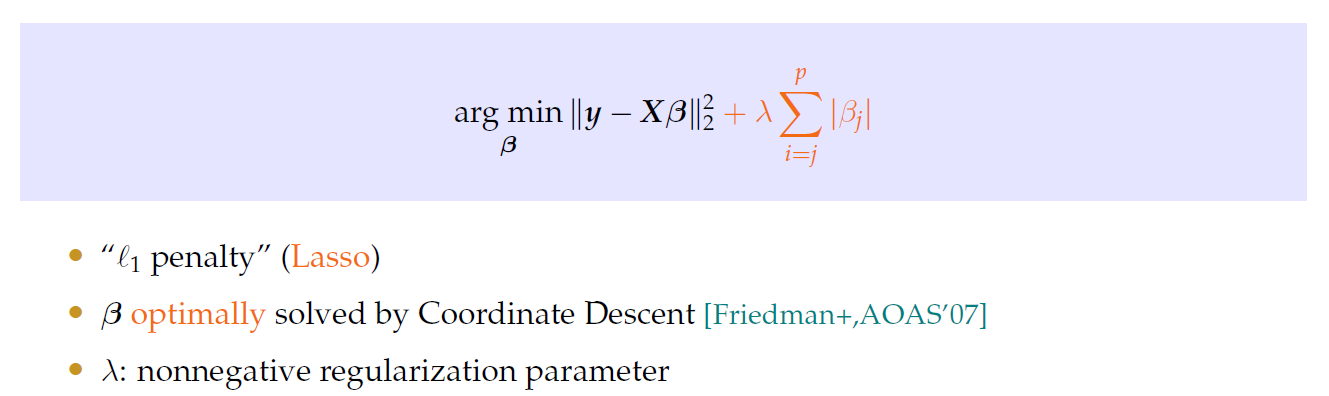 arg min_β ‖y − Xβ‖₂² + λ ∑_{i=j}^{p} |β_j|
• “ℓ₁ penalty” (Lasso)
• β optimally solved by Coordinate Descent [Friedman+,AOAS’07]
• λ: nonnegative regularization parameter